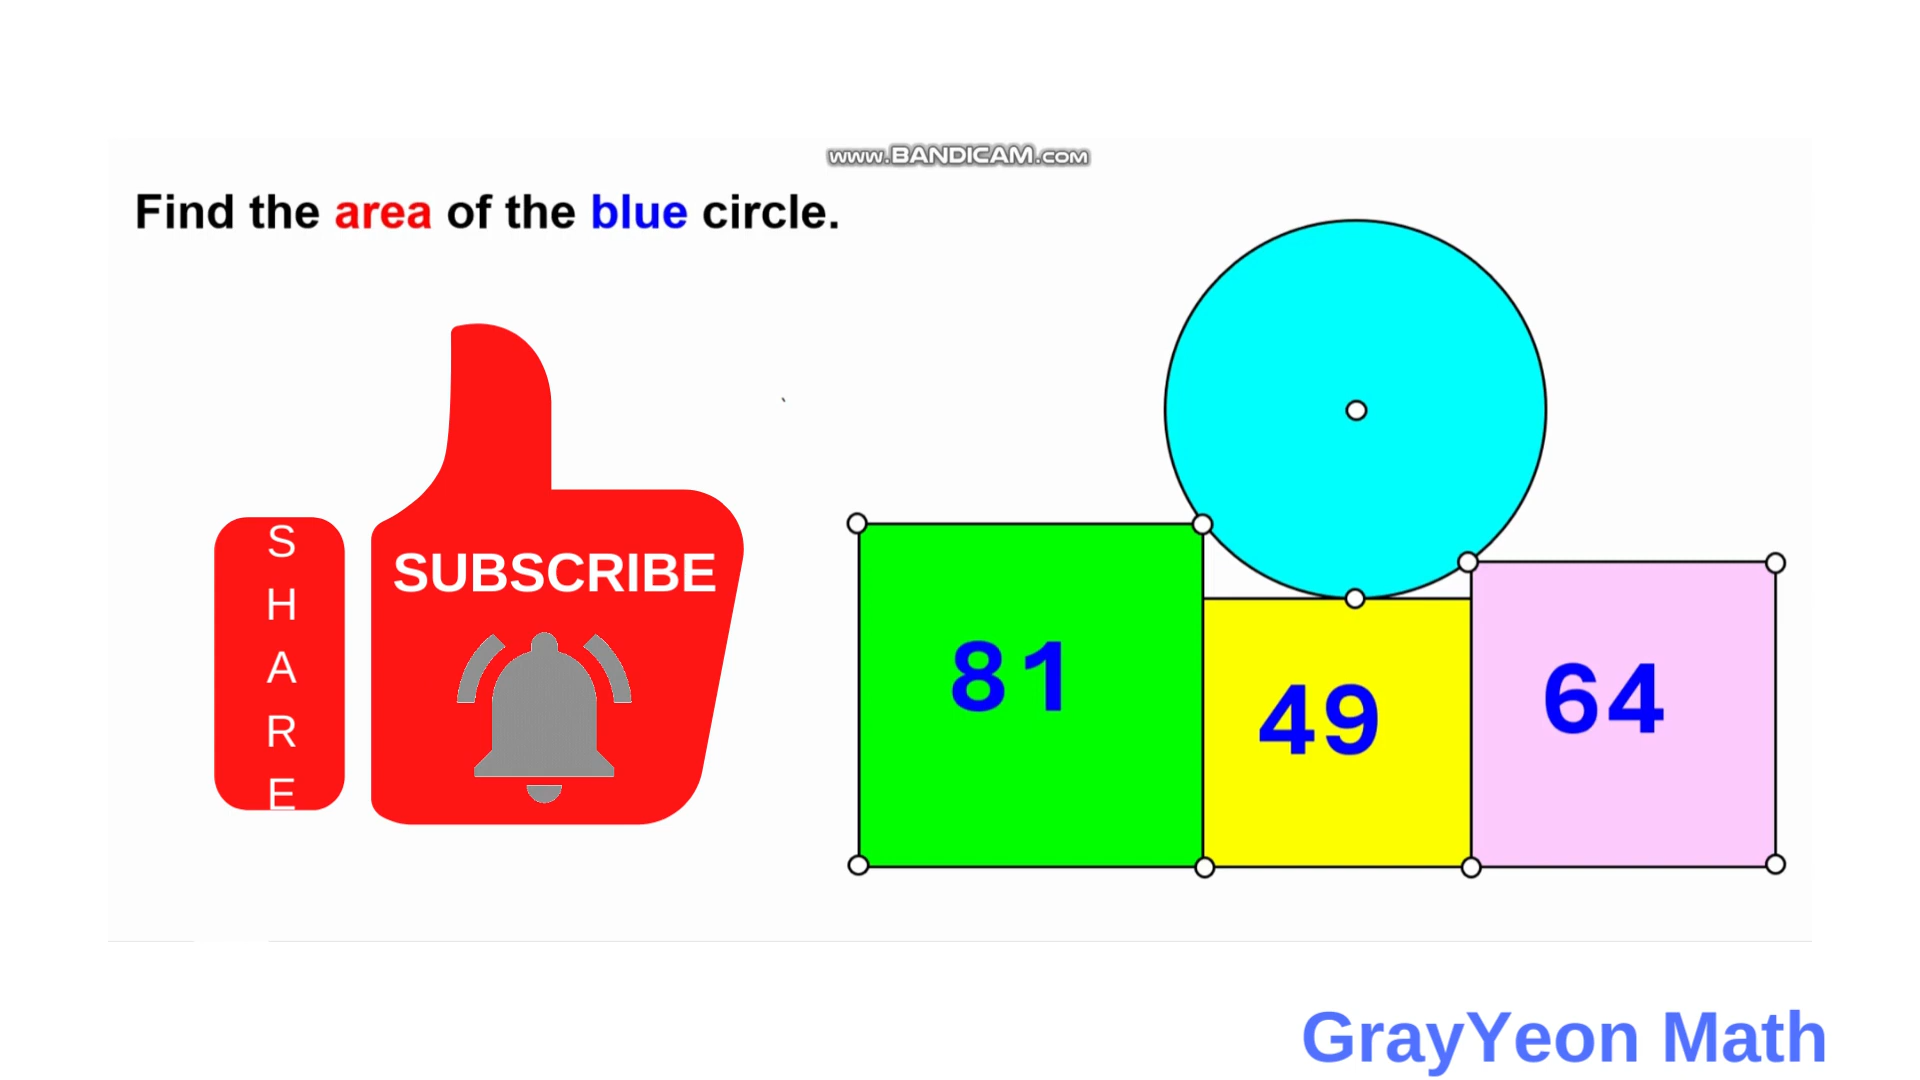 www.BANDICAM.com
Find the area of the blue circle.
S
H
A
R
E
SUBSCRIBE
81
49
64
GrayYeon Math